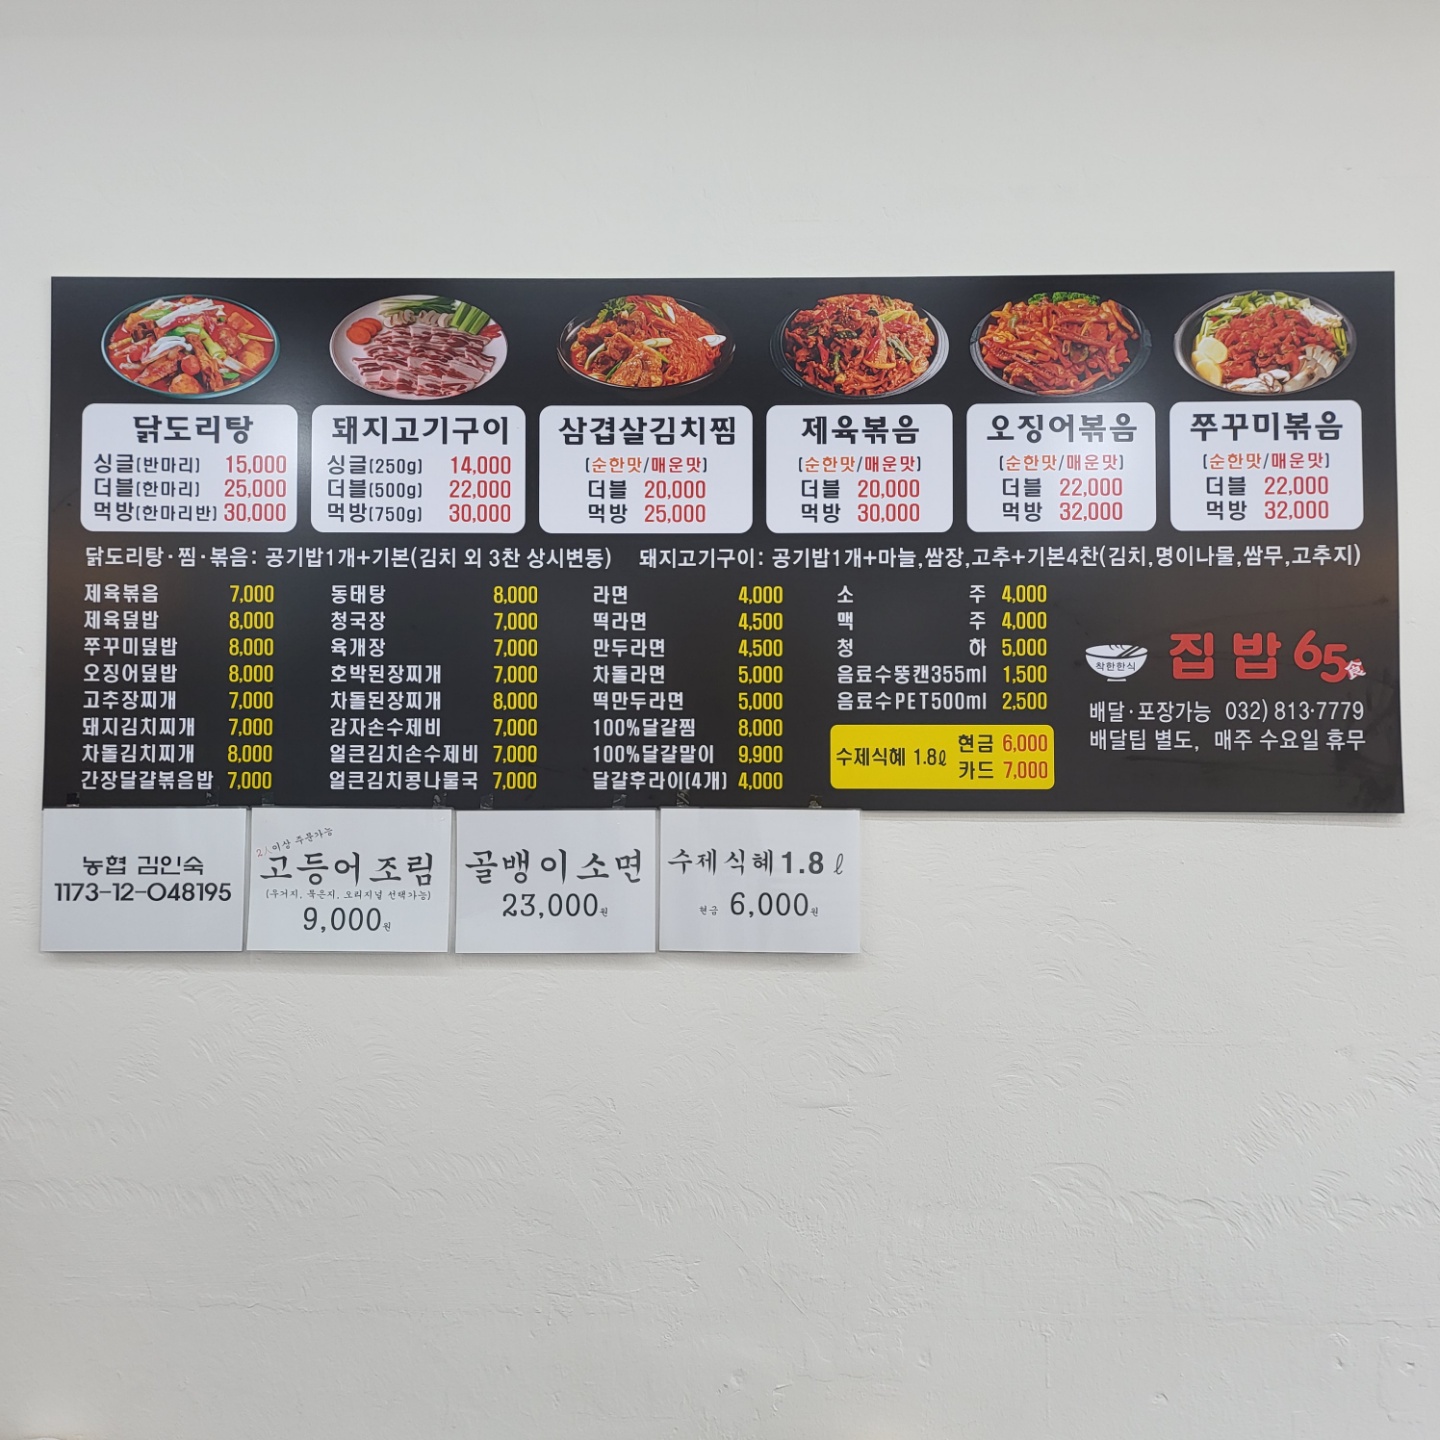 닭도리탕
싱글(반마리) 15,000
더블(한마리) 25,000
먹방(한마리반) 30,000
돼지고기구이
싱글(250g) 14,000
더블(500g) 22,000
먹방(750g) 30,000
삼겹살김치찜
(순한맛/매운맛)
더블 20,000
먹방 25,000
제육볶음
(순한맛/매운맛)
더블 20,000
먹방 30,000
오징어볶음
(순한맛/매운맛)
더블 22,000
먹방 32,000
쭈꾸미볶음
(순한맛/매운맛)
더블 22,000
먹방 32,000
닭도리탕·찜·볶음: 공기밥1개+기본(김치 외 3찬 상시변동)
돼지고기구이: 공기밥1개+마늘,쌈장,고추+기본4찬(김치,명이나물,쌈무,고추지)
제육볶음 7,000
제육덮밥 8,000
쭈꾸미덮밥 8,000
오징어덮밥 8,000
고추장찌개 7,000
돼지김치찌개 7,000
차돌김치찌개 8,000
간장달걀볶음밥 7,000
동태탕 8,000
청국장 7,000
육개장 7,000
호박된장찌개 7,000
차돌된장찌개 8,000
감자손수제비 7,000
얼큰김치손수제비 7,000
얼큰김치콩나물국 7,000
라면 4,000
떡라면 4,500
만두라면 4,500
차돌라면 5,000
떡만두라면 5,000
100%달걀찜 8,000
100%달걀말이 9,900
달걀후라이(4개) 4,000
소 주 4,000
맥 주 4,000
청 하 5,000
음료수뚱캔355ml 1,500
음료수PET500ml 2,500
수제식혜 1.8ℓ
현금 6,000
카드 7,000
착한한식
집밥65食
배달·포장가능 032)813·7779
배달팁 별도, 매주 수요일 휴무
농협 김인숙
1173-12-048195
2人이상 주문가능
고등어조림
(우거지, 묵은지, 오리지널 선택가능)
9,000원
골뱅이소면
23,000원
수제식혜1.8ℓ
현금 6,000원